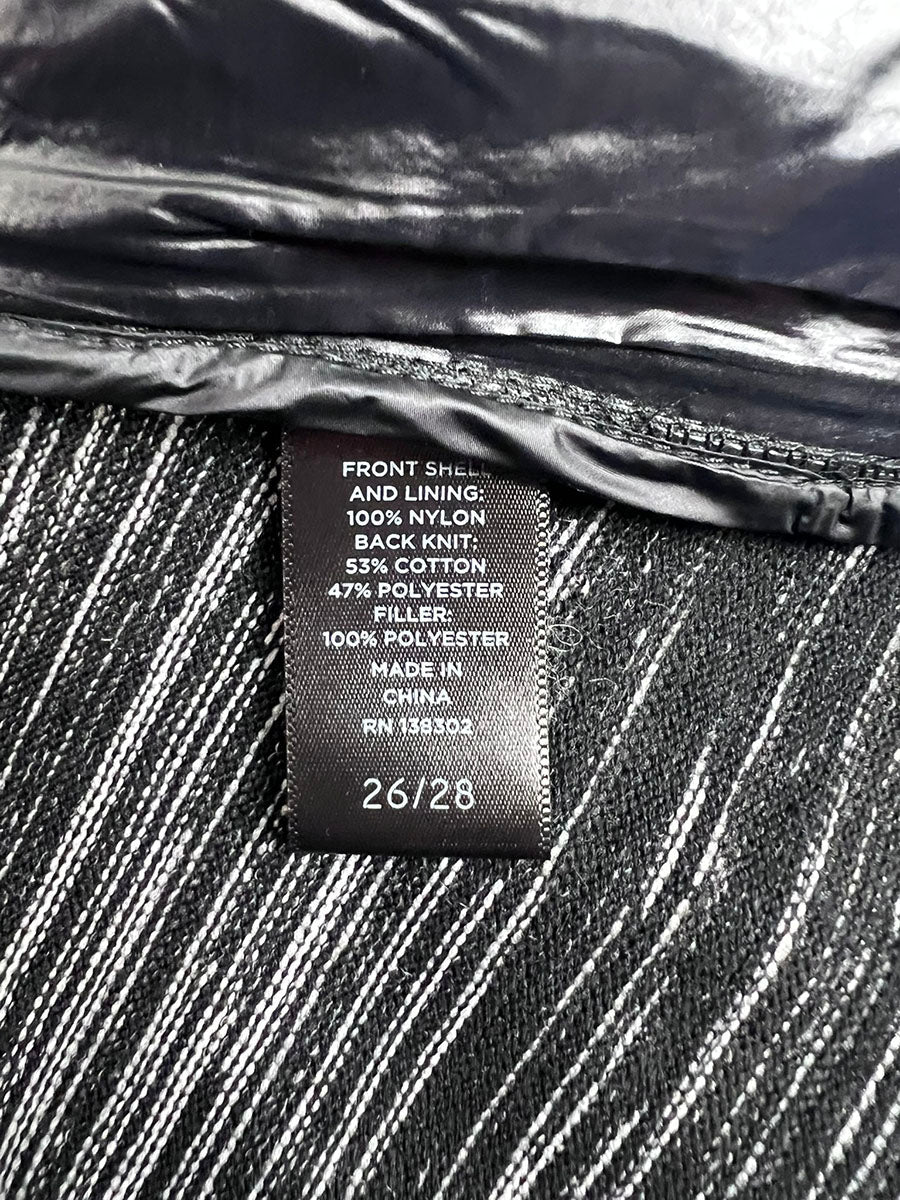 FRONT SHELL
AND LINING:
100% NYLON
BACK KNIT:
53% COTTON
47% POLYESTER
FILLER:
100% POLYESTER
MADE IN
CHINA
RN 138302
26/28